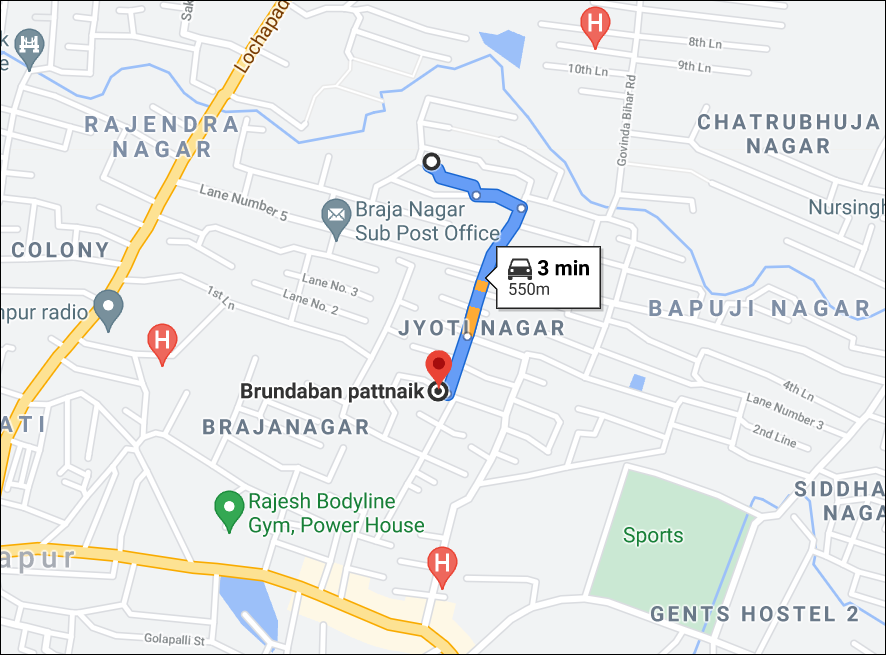 Sak
Lochapad
H
8th Ln
9th Ln
10th Ln
k
e
Govinda Bihar Rd
CHATRUBHUJA
NAGAR
RAJENDRA
NAGAR
Lane Number 5
Braja Nagar
Sub Post Office
Nursingh
COLONY
3 min
550m
Lane No. 3
Lane No. 2
1st Ln
npur radio
BAPUJI NAGAR
JYOTI NAGAR
H
Brundaban pattnaik
4th Ln
Lane Number 3
2nd Line
ATI
BRAJANAGAR
SIDDHA
NAGA
Rajesh Bodyline
Gym, Power House
Sports
apur
H
GENTS HOSTEL 2
Golapalli St